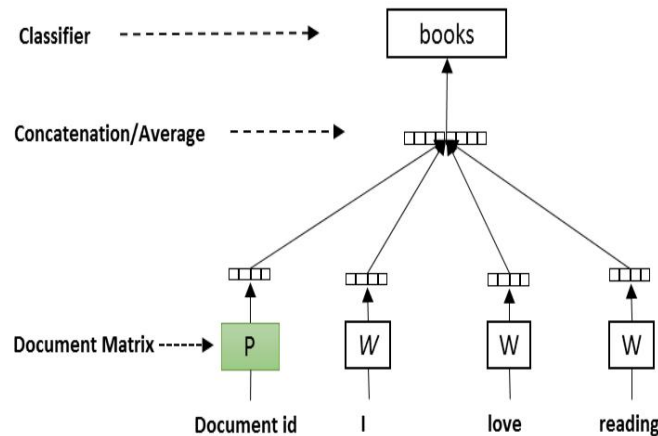 Classifier
books
Concatenation/Average
Document Matrix
P
W
W
W
Document id
I
love
reading